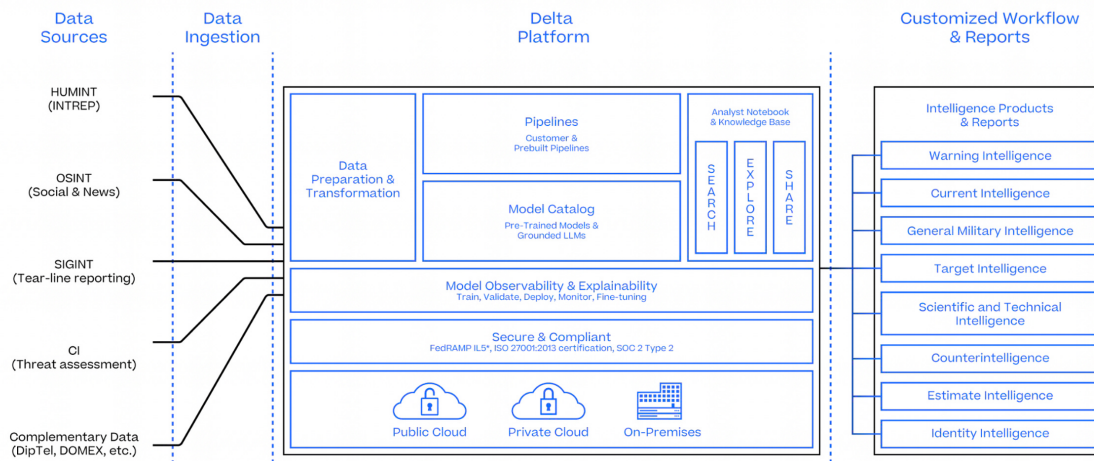 Data
Sources
Data
Ingestion
Delta
Platform
Customized Workflow
& Reports
HUMINT
(INTREP)
OSINT
(Social & News)
SIGINT
(Tear-line reporting)
CI
(Threat assessment)
Complementary Data
(DipTel, DOMEX, etc.)
Data
Preparation &
Transformation
Pipelines
Customer &
Prebuilt Pipelines
Model Catalog
Pre-Trained Models &
Grounded LLMs
Analyst Notebook
& Knowledge Base
SEARCH
EXPLORE
SHARE
Model Observability & Explainability
Train, Validate, Deploy, Monitor, Fine-tuning
Secure & Compliant
FedRAMP IL5*, ISO 27001:2013 certification, SOC 2 Type 2
Public Cloud
Private Cloud
On-Premises
Intelligence Products
& Reports
Warning Intelligence
Current Intelligence
General Military Intelligence
Target Intelligence
Scientific and Technical
Intelligence
Counterintelligence
Estimate Intelligence
Identity Intelligence